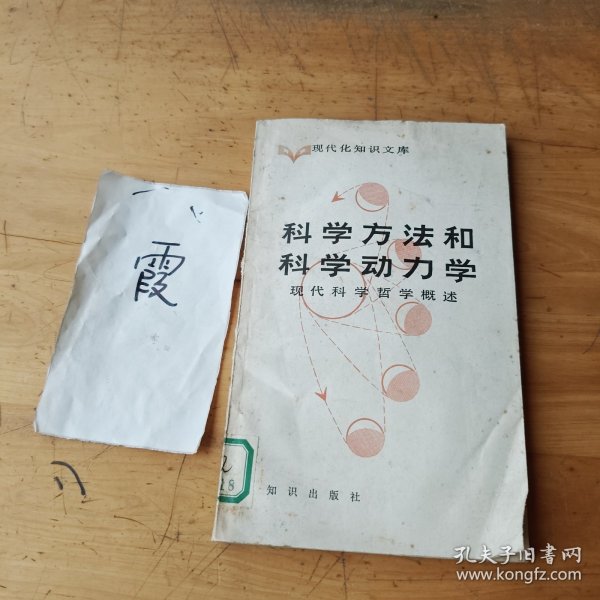 霞
现代化知识文库
科学方法和
科学动力学
现代科学哲学概述
知识出版社
孔夫子旧书网
www.kongfz.com